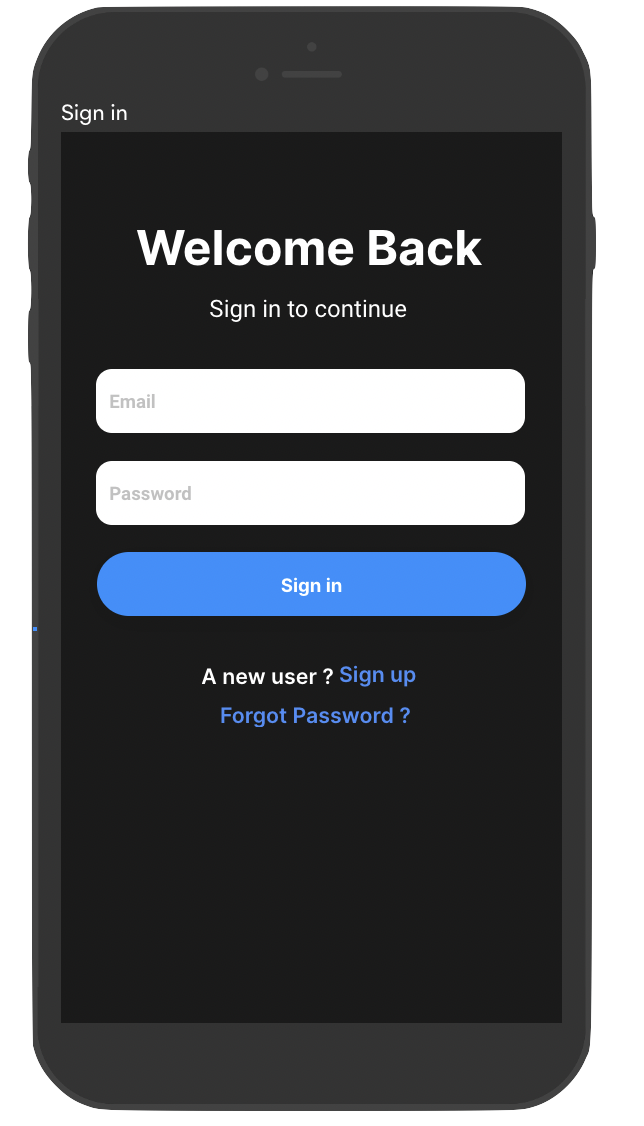 Sign in
Welcome Back
Sign in to continue
Email
Password
Sign in
A new user ? Sign up
Forgot Password ?